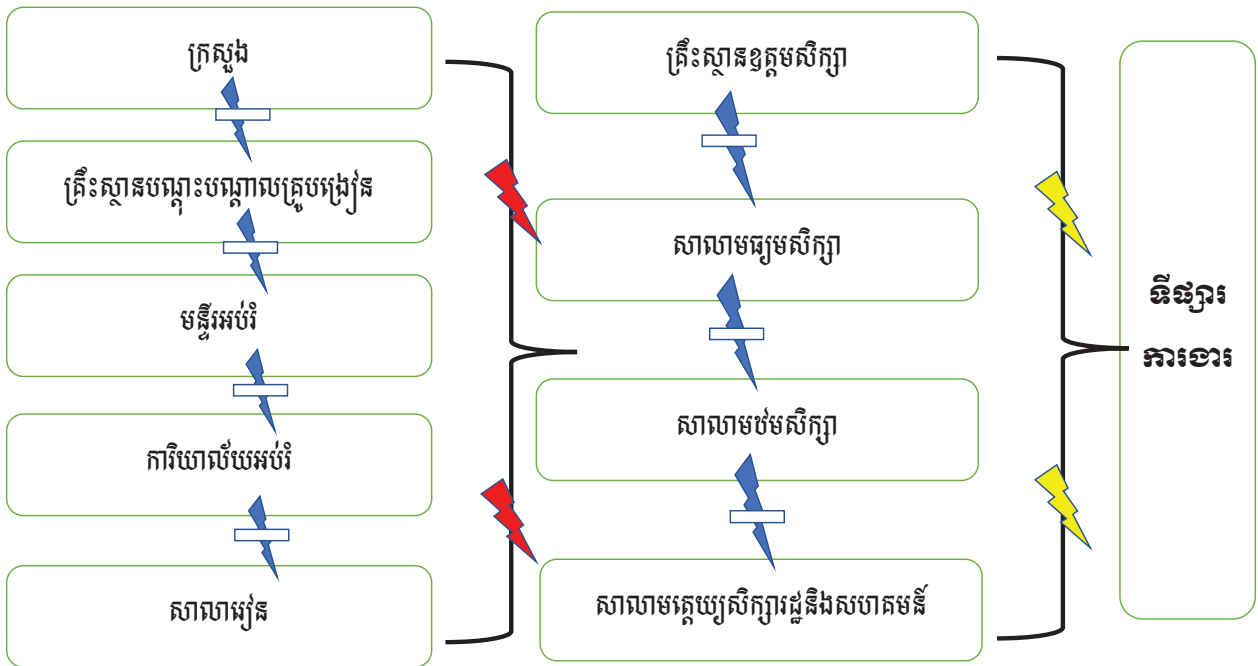 ក្រសួង
គ្រឹះស្ថានបណ្តុះបណ្តាលគ្រូបង្រៀន
មន្ទីរអប់រំ
ការិយាល័យអប់រំ
សាលារៀន
គ្រឹះស្ថានឧត្តមសិក្សា
សាលាមធ្យមសិក្សា
សាលាមឋមសិក្សា
សាលាមត្តេយ្យសិក្សារដ្ឋនិងសហគមន៍
ទីផ្សារ
ការងារ